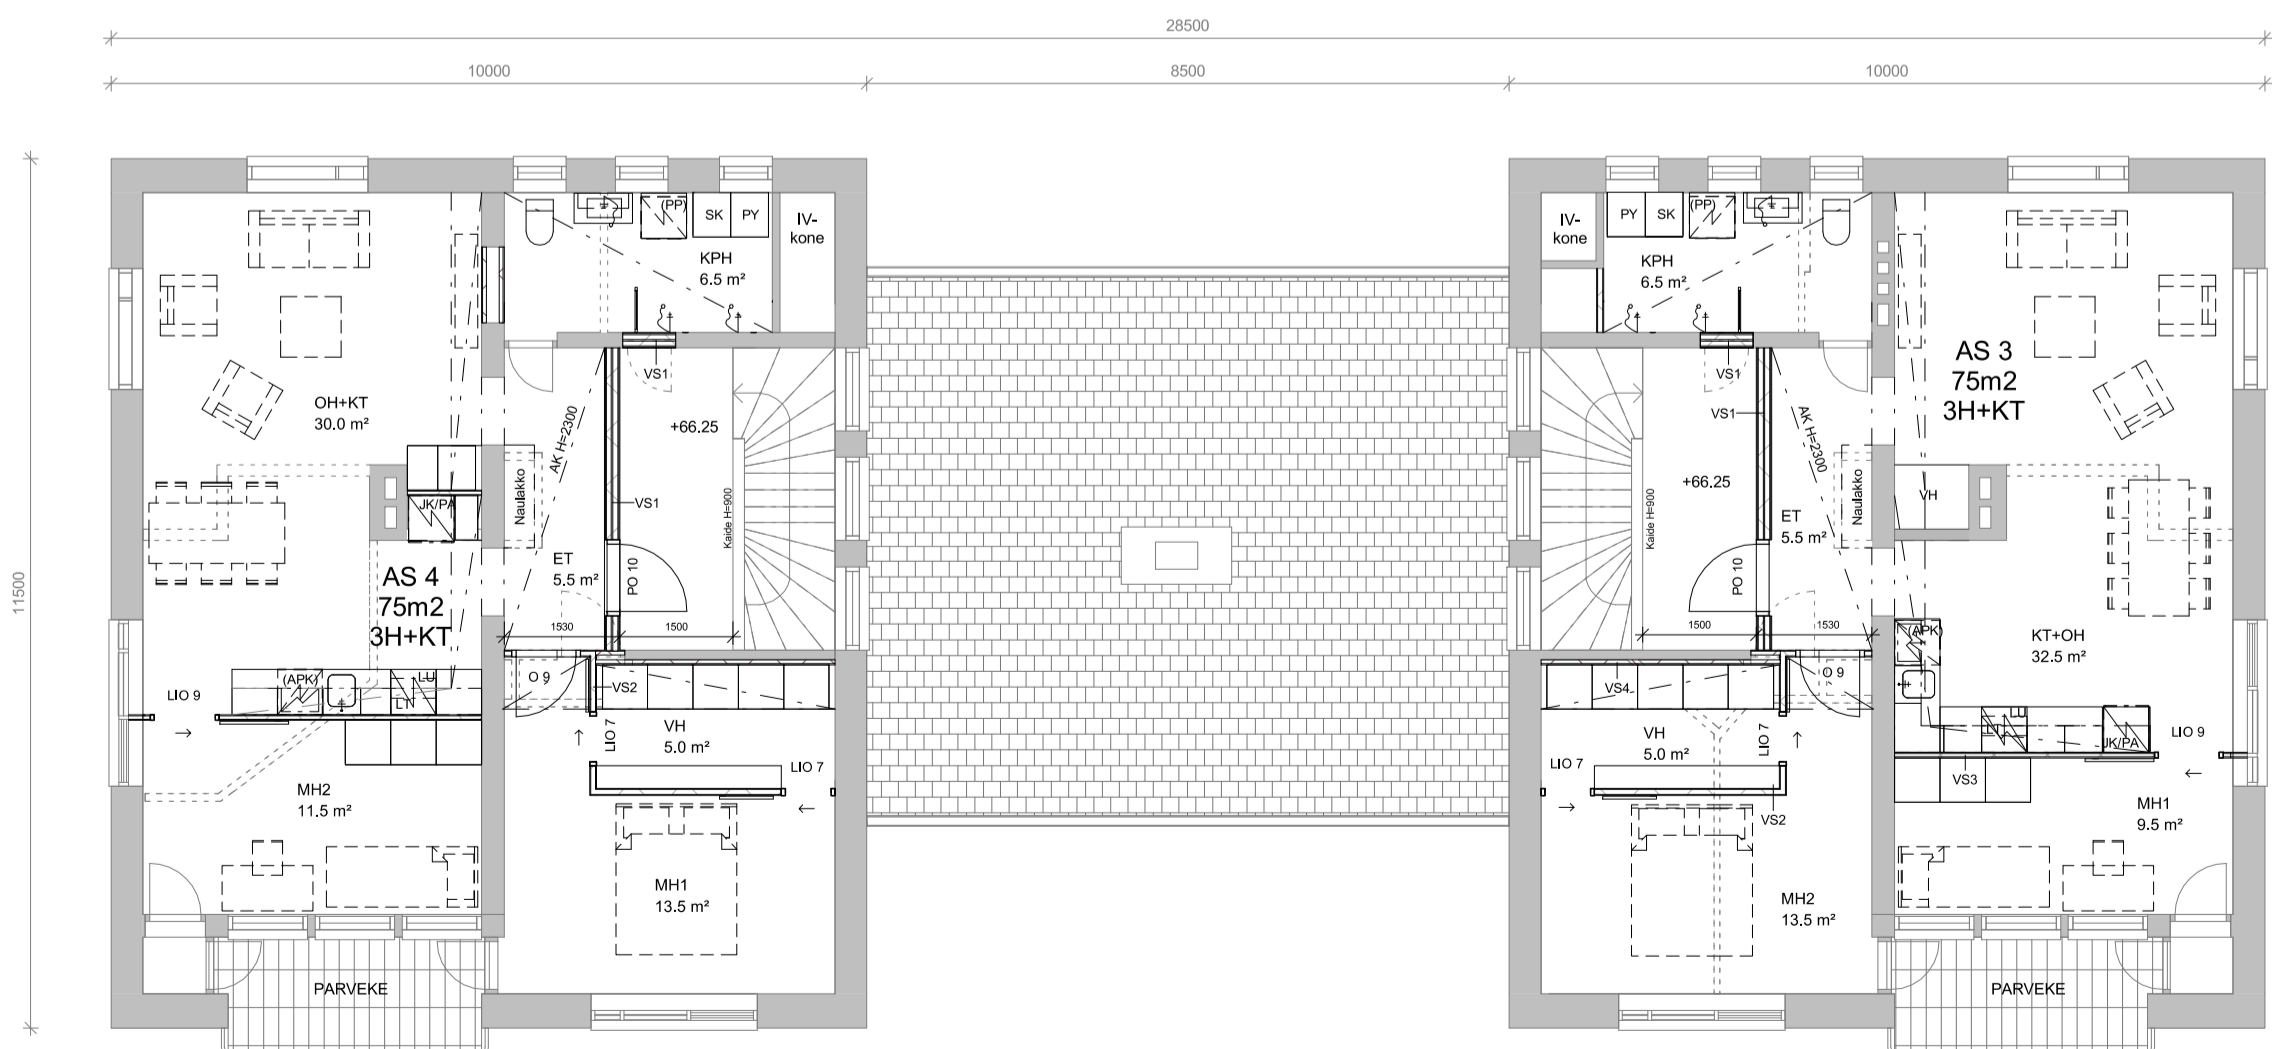 28500
10000
8500
10000
11500
(PP)
SK
PY
IV-
kone
KPH
6.5 m²
VS1
OH+KT
30.0 m²
+66.25
AK H=2300
Naulakko
JK/PA
VS1
Kaide H=900
ET
5.5 m²
PO 10
AS 4
75m2
3H+KT
1530
1500
(APK)
LU
LT
O 9
VS2
LIO 9
LIO 7
VH
5.0 m²
LIO 7
MH2
11.5 m²
MH1
13.5 m²
PARVEKE
IV-
kone
PY
SK
(PP)
KPH
6.5 m²
VS1
VS1
AS 3
75m2
3H+KT
AK H=2300
+66.25
Naulakko
VH
Kaide H=900
ET
5.5 m²
PO 10
1500
1530
(APK)
KT+OH
32.5 m²
O 9
VS4
LU
LT
JK/PA
LIO 9
VH
5.0 m²
LIO 7
LIO 7
VS3
VS2
MH1
9.5 m²
MH2
13.5 m²
PARVEKE